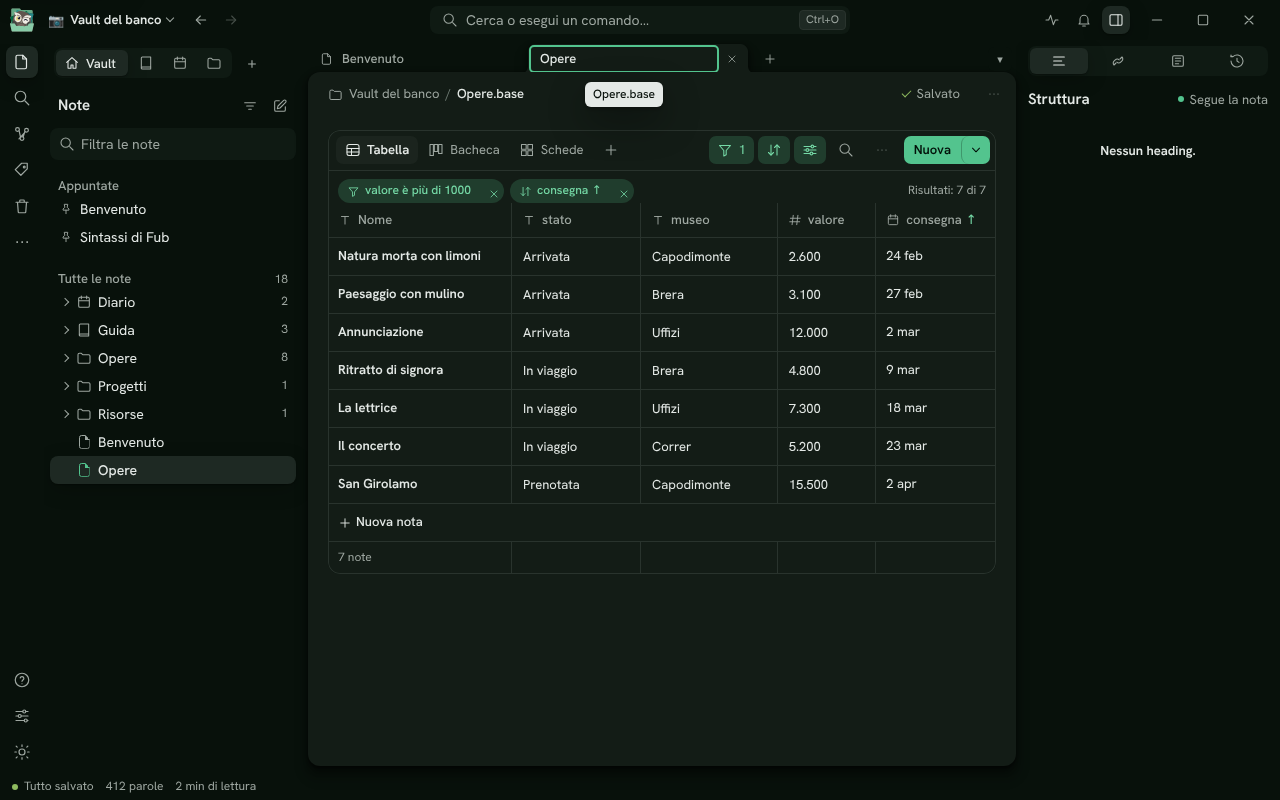 Vault del banco
Cerca o esegui un comando…
Ctrl+O
Vault
Benvenuto
Opere
Note
Vault del banco / Opere.base
Opere.base
Salvato
Struttura
Segue la nota
Nessun heading.
Filtra le note
Tabella
Bacheca
Schede
1
Nuova
Appuntate
Benvenuto
Sintassi di Fub
valore è più di 1000
consegna ↑
Risultati: 7 di 7
Nome stato museo valore consegna ↑
Natura morta con limoni Arrivata Capodimonte 2.600 24 feb
Paesaggio con mulino Arrivata Brera 3.100 27 feb
Annunciazione Arrivata Uffizi 12.000 2 mar
Ritratto di signora In viaggio Brera 4.800 9 mar
La lettrice In viaggio Uffizi 7.300 18 mar
Il concerto In viaggio Correr 5.200 23 mar
San Girolamo Prenotata Capodimonte 15.500 2 apr
Nuova nota
7 note
Tutte le note 18
Diario 2
Guida 3
Opere 8
Progetti 1
Risorse 1
Benvenuto
Opere
Tutto salvato 412 parole 2 min di lettura